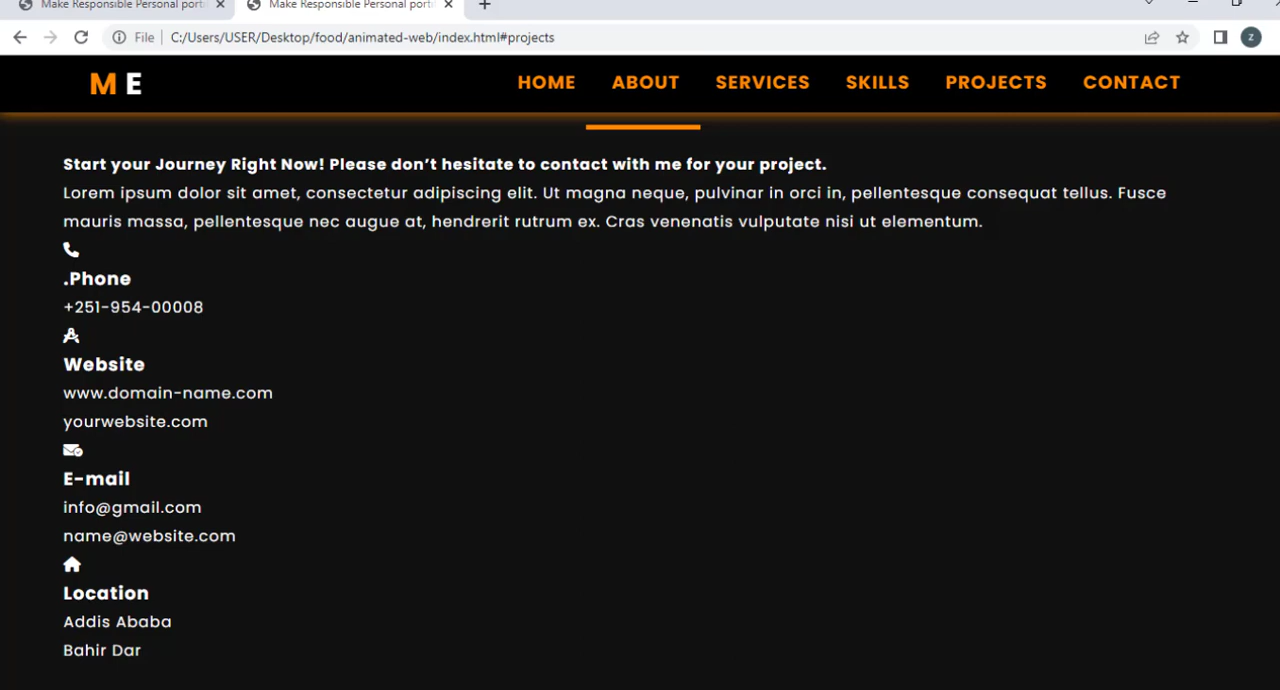 Make Responsible Personal porti
Make Responsible Personal porti
File
C:/Users/USER/Desktop/food/animated-web/index.html#projects
Z
M E
HOME ABOUT SERVICES SKILLS PROJECTS CONTACT
Start your Journey Right Now! Please don’t hesitate to contact with me for your project.
Lorem ipsum dolor sit amet, consectetur adipiscing elit. Ut magna neque, pulvinar in orci in, pellentesque consequat tellus. Fusce
mauris massa, pellentesque nec augue at, hendrerit rutrum ex. Cras venenatis vulputate nisi ut elementum.
.Phone
+251-954-00008
Website
www.domain-name.com
yourwebsite.com
E-mail
info@gmail.com
name@website.com
Location
Addis Ababa
Bahir Dar